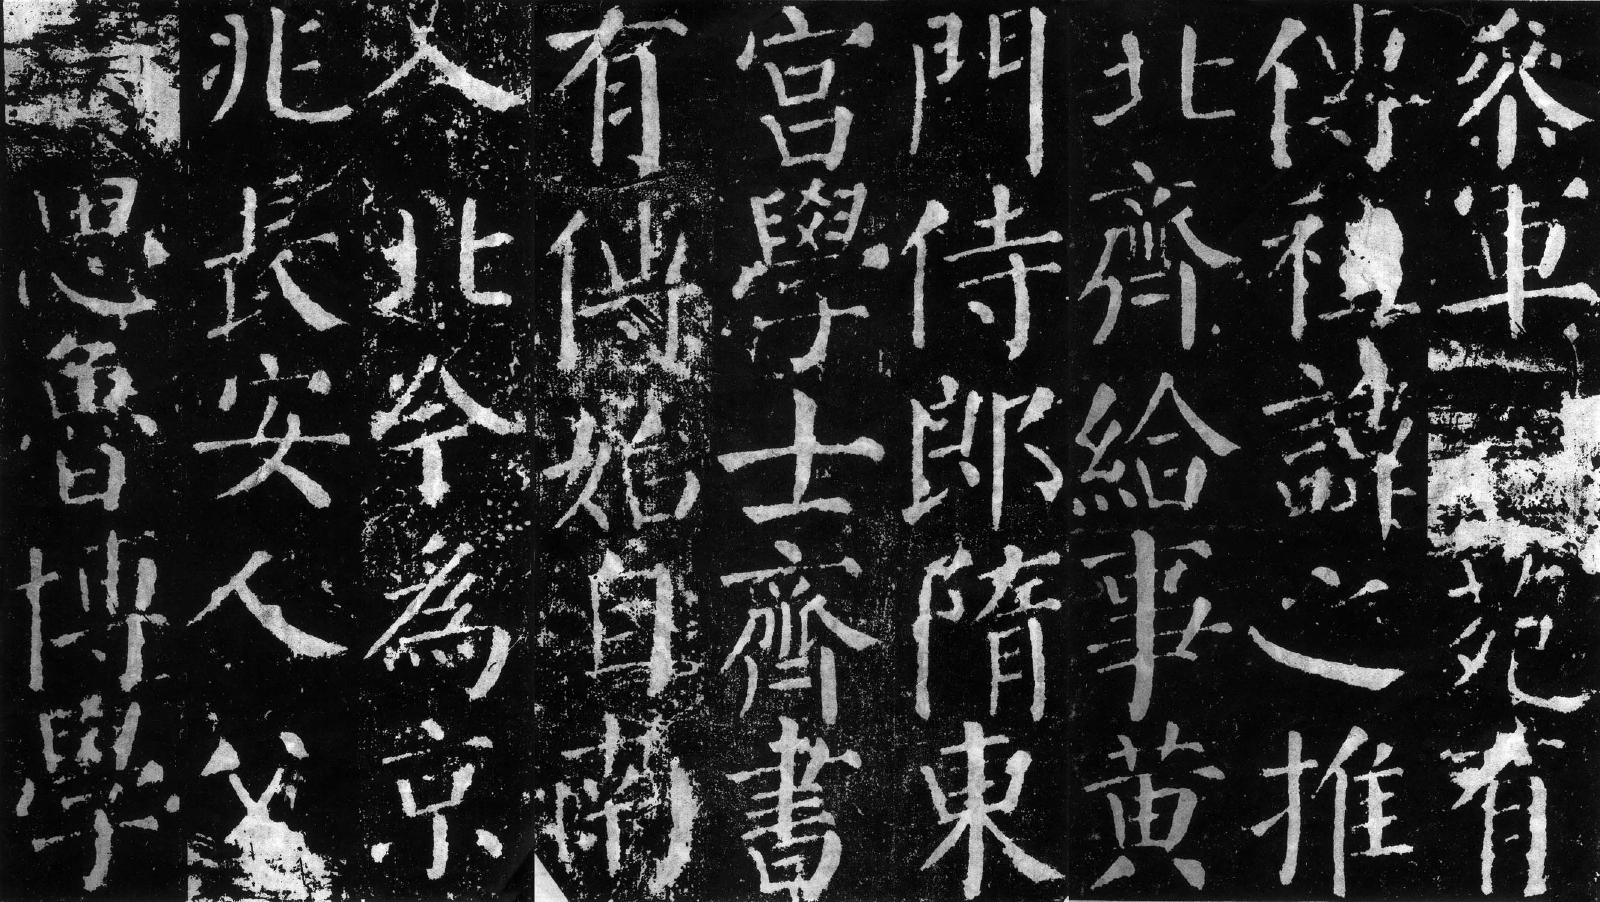 參軍苑有
傳祖諱之推
北齊給事黃
門侍郎隋東
宮學士齊書
有傳始自南
入北今為京
兆長安人父
思魯博學